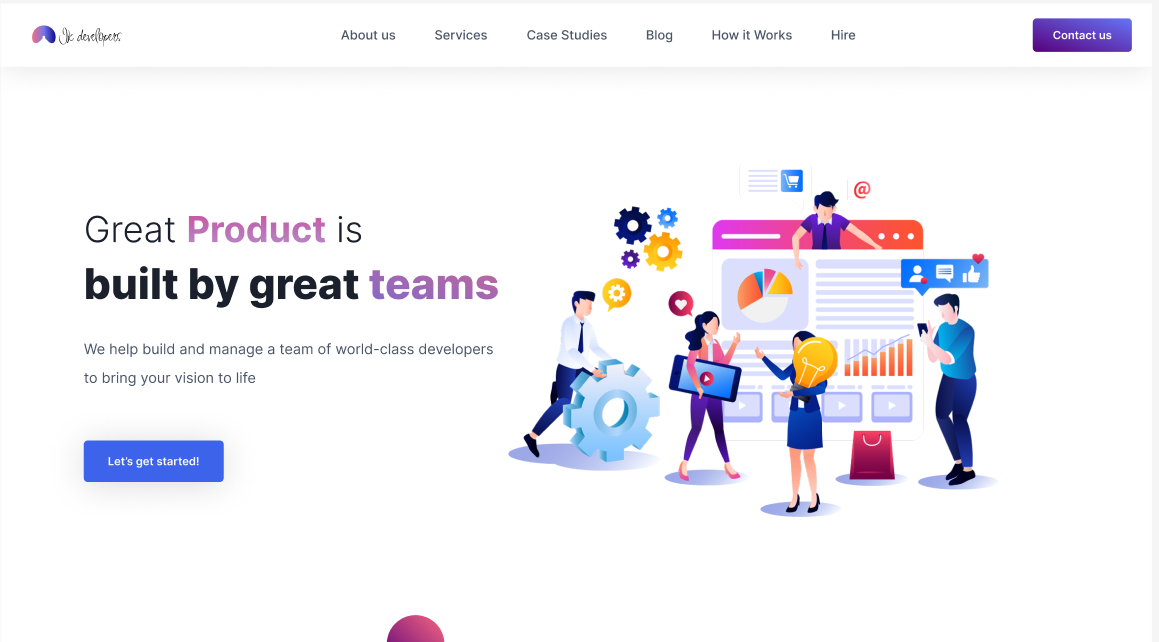 Jk developers.
About us
Services
Case Studies
Blog
How it Works
Hire
Contact us
Great Product is
built by great teams
We help build and manage a team of world-class developers
to bring your vision to life
Let's get started!
@